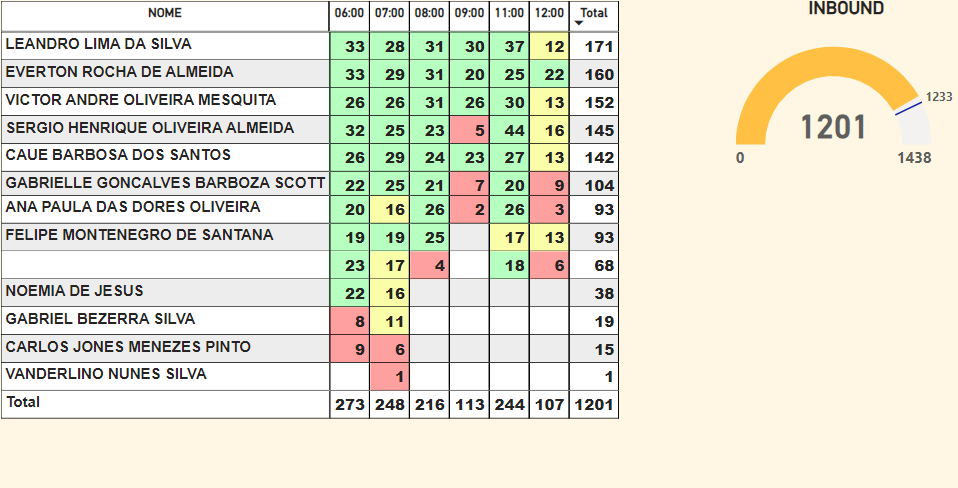 NOME 06:00 07:00 08:00 09:00 11:00 12:00 Total
LEANDRO LIMA DA SILVA 33 28 31 30 37 12 171
EVERTON ROCHA DE ALMEIDA 33 29 31 20 25 22 160
VICTOR ANDRE OLIVEIRA MESQUITA 26 26 31 26 30 13 152
SERGIO HENRIQUE OLIVEIRA ALMEIDA 32 25 23 5 44 16 145
CAUE BARBOSA DOS SANTOS 26 29 24 23 27 13 142
GABRIELLE GONCALVES BARBOZA SCOTT 22 25 21 7 20 9 104
ANA PAULA DAS DORES OLIVEIRA 20 16 26 2 26 3 93
FELIPE MONTENEGRO DE SANTANA 19 19 25 17 13 93
23 17 4 18 6 68
NOEMIA DE JESUS 22 16 38
GABRIEL BEZERRA SILVA 8 11 19
CARLOS JONES MENEZES PINTO 9 6 15
VANDERLINO NUNES SILVA 1 1
Total 273 248 216 113 244 107 1201
INBOUND
1233
1201
0 1438